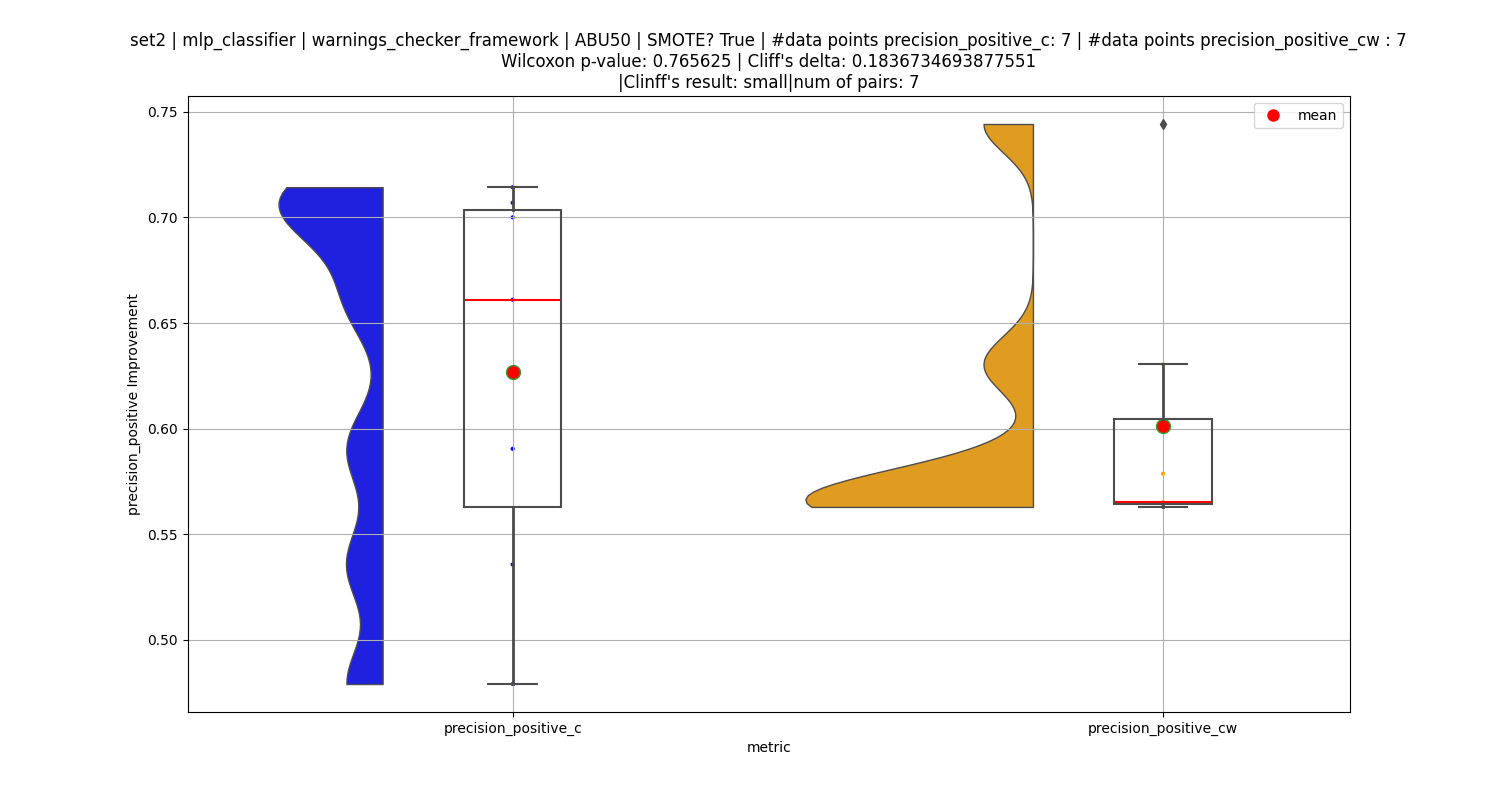 set2 | mlp_classifier | warnings_checker_framework | ABU50 | SMOTE? True | #data points precision_positive_c: 7 | #data points precision_positive_cw : 7
Wilcoxon p-value: 0.765625 | Cliff's delta: 0.1836734693877551
|Clinff's result: small|num of pairs: 7
mean
0.75
0.70
0.65
0.60
0.55
0.50
precision_positive Improvement
precision_positive_c
precision_positive_cw
metric